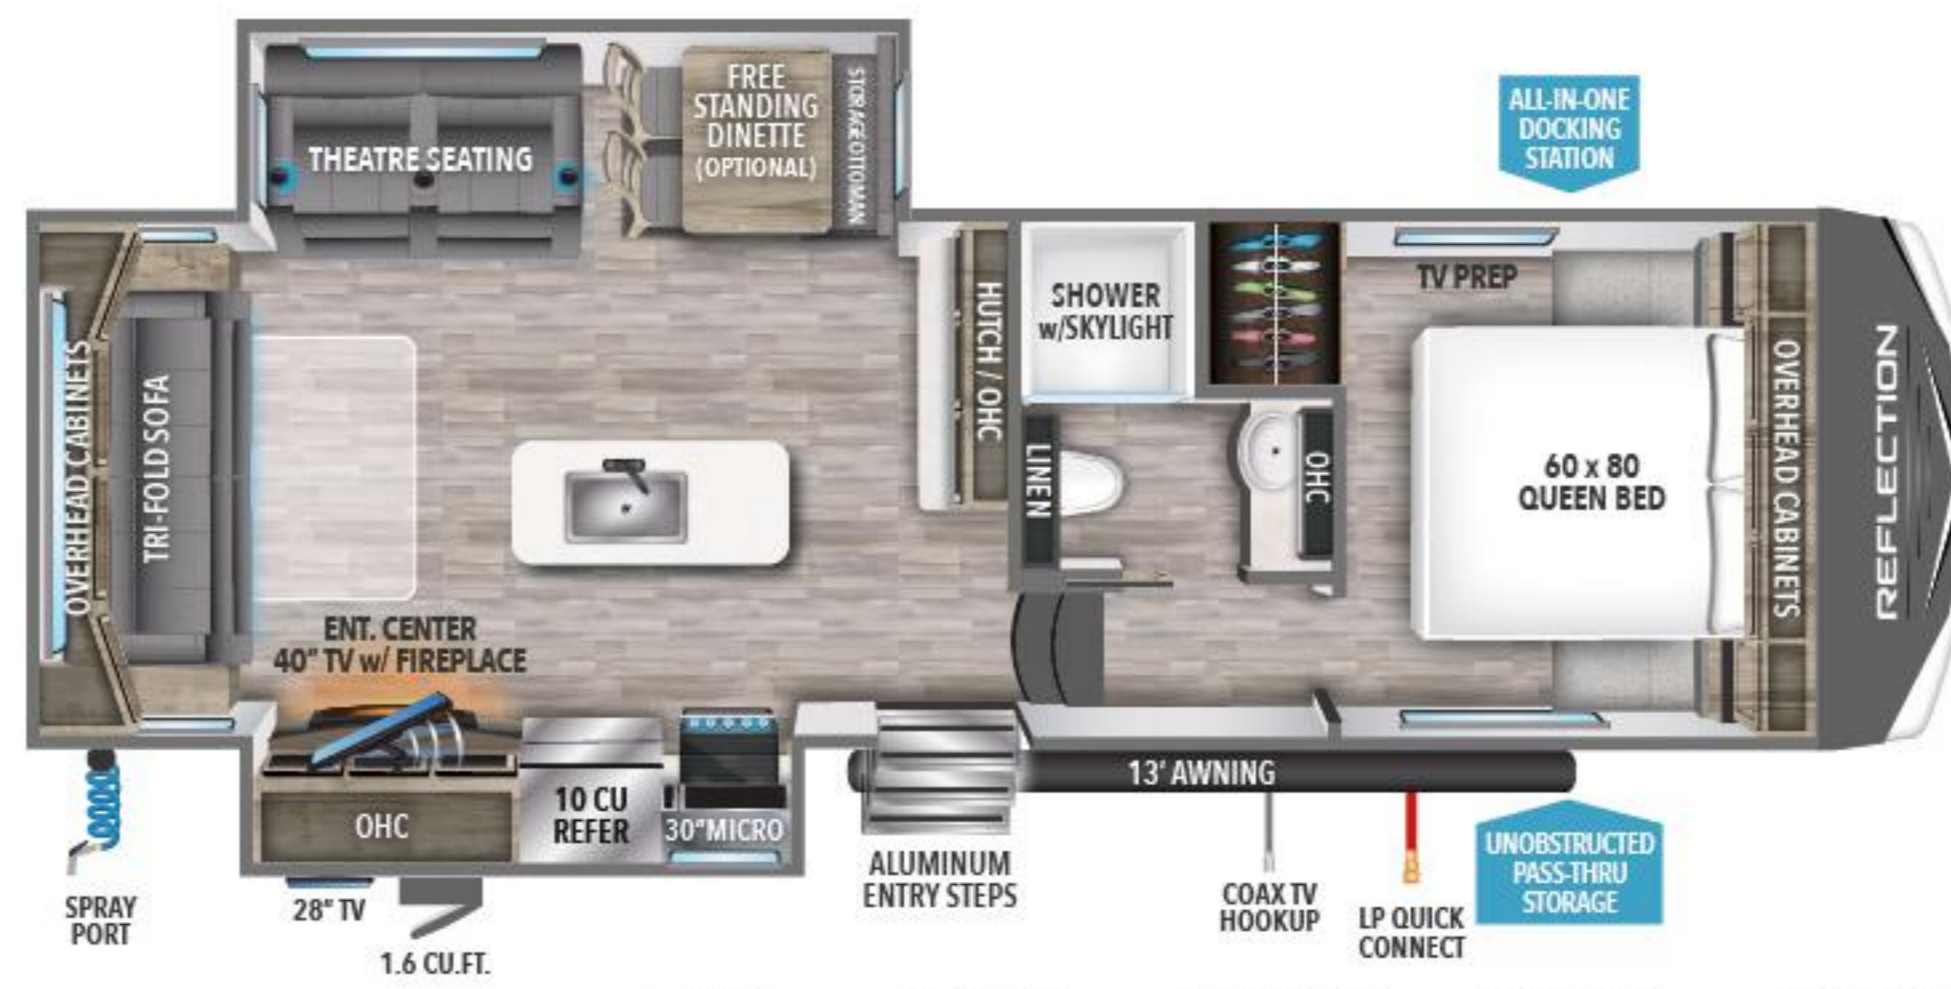 THEATRE SEATING
FREE
STANDING
DINETTE
(OPTIONAL)
STORAGE OTTOMAN
ALL-IN-ONE
DOCKING
STATION
OVERHEAD CABINETS
TRI-FOLD SOFA
HUTCH / OHC
SHOWER
w/SKYLIGHT
LINEN
OHC
TV PREP
60 x 80
QUEEN BED
OVERHEAD CABINETS
REFLECTION
ENT. CENTER
40" TV w/ FIREPLACE
OHC
10 CU
REFER
30"MICRO
13' AWNING
ALUMINUM
ENTRY STEPS
SPRAY
PORT
28" TV
1.6 CU.FT.
COAX TV
HOOKUP
LP QUICK
CONNECT
UNOBSTRUCTED
PASS-THRU
STORAGE